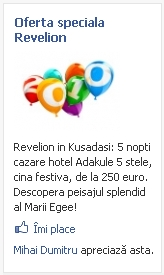 Oferta speciala
Revelion
2010
Revelion in Kusadasi: 5 nopti
cazare hotel Adakule 5 stele,
cina festiva, de la 250 euro.
Descopera peisajul splendid
al Marii Egee!
Îmi place
Mihai Dumitru apreciază asta.